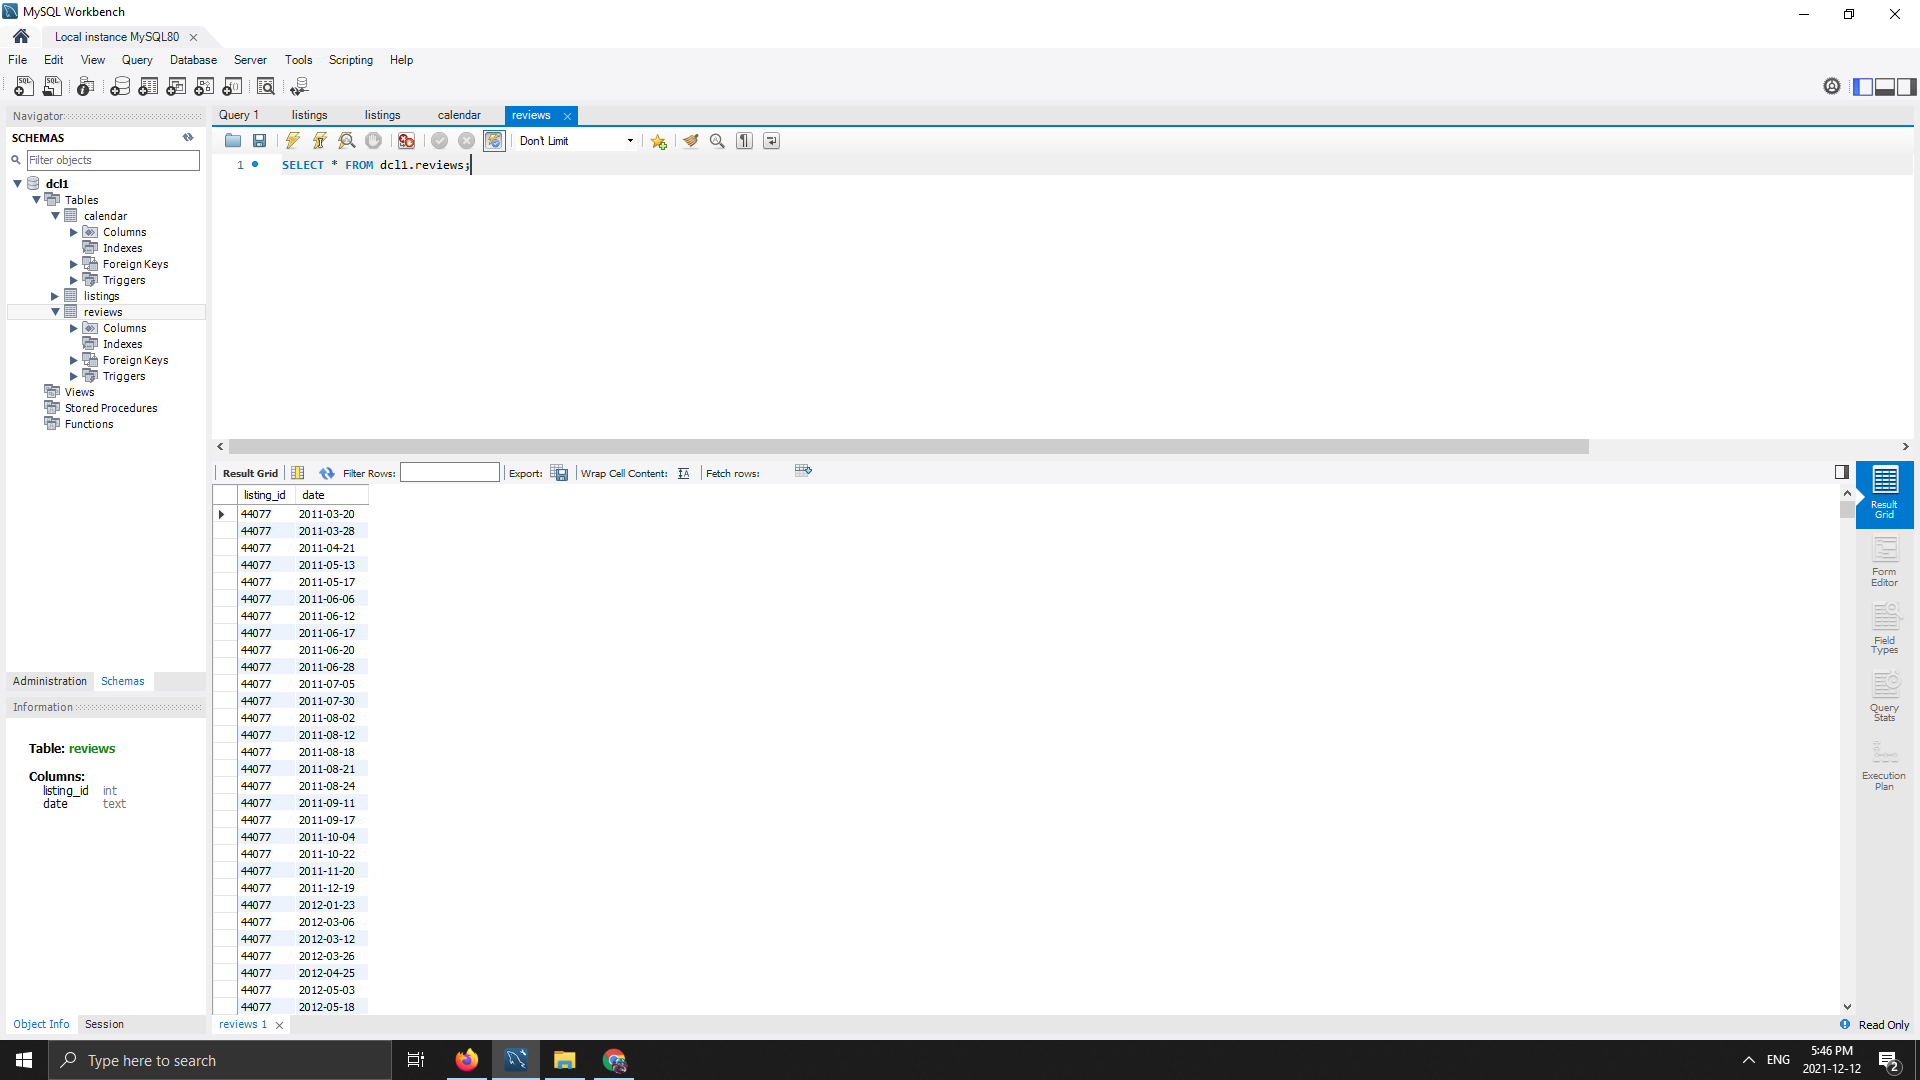 MySQL Workbench
Local instance MySQL80
File Edit View Query Database Server Tools Scripting Help
Navigator
SCHEMAS
Filter objects
dcl1
Tables
calendar
Columns
Indexes
Foreign Keys
Triggers
listings
reviews
Columns
Indexes
Foreign Keys
Triggers
Views
Stored Procedures
Functions
Administration Schemas
Information
Table: reviews
Columns:
listing_id int
date text
Object Info Session
Query 1 listings listings calendar reviews
Don't Limit
1 SELECT * FROM dcl1.reviews;
Result Grid Filter Rows: Export: Wrap Cell Content: Fetch rows:
listing_id date
44077 2011-03-20
44077 2011-03-28
44077 2011-04-21
44077 2011-05-13
44077 2011-05-17
44077 2011-06-06
44077 2011-06-12
44077 2011-06-17
44077 2011-06-20
44077 2011-06-28
44077 2011-07-05
44077 2011-07-30
44077 2011-08-02
44077 2011-08-12
44077 2011-08-18
44077 2011-08-21
44077 2011-08-24
44077 2011-09-11
44077 2011-09-17
44077 2011-10-04
44077 2011-10-22
44077 2011-11-20
44077 2011-12-19
44077 2012-01-23
44077 2012-03-06
44077 2012-03-12
44077 2012-03-26
44077 2012-04-25
44077 2012-05-03
44077 2012-05-18
reviews 1
Result
Grid
Form
Editor
Field
Types
Query
Stats
Execution
Plan
Read Only
Type here to search
ENG
5:46 PM
2021-12-12
2